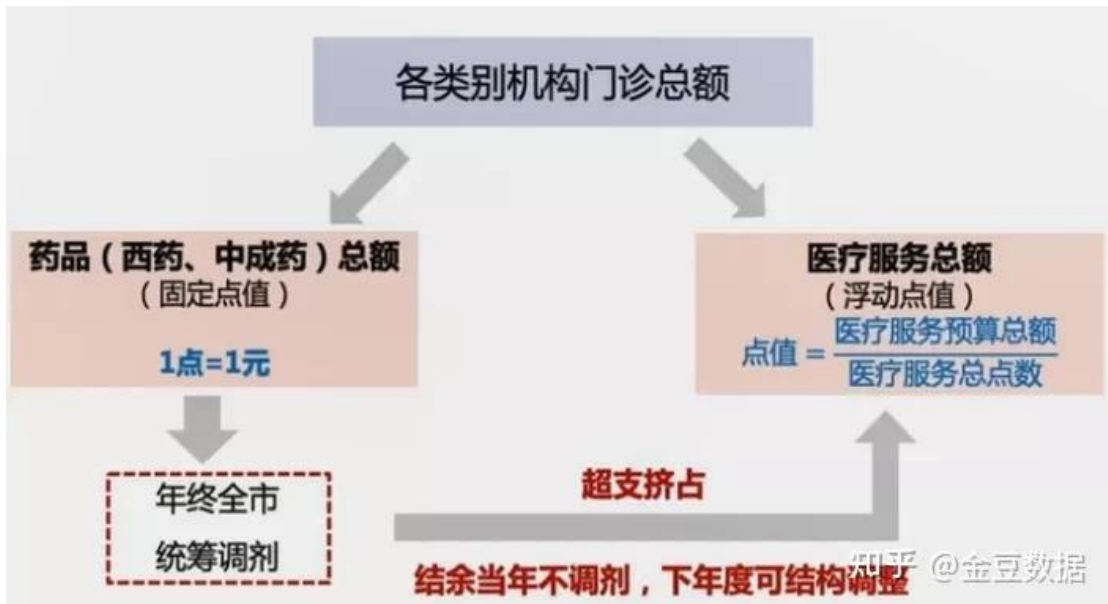 各类别机构门诊总额
药品（西药、中成药）总额
（固定点值）
1点=1元
医疗服务总额
（浮动点值）
点值 = 医疗服务预算总额
医疗服务总点数
年终全市
统筹调剂
超支挤占
结余当年不调剂，下年度可结构调整
知乎 @金豆数据